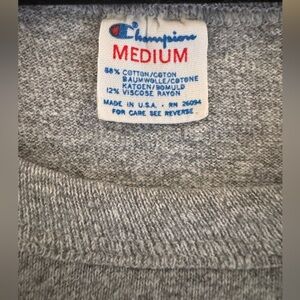 Champion
MEDIUM
88% COTTON/COTON
BAUMWOLLE/COTONE
KATOEN/BOMULD
12% VISCOSE RAYON
MADE IN U.S.A. • RN 26094
FOR CARE SEE REVERSE